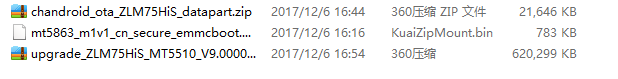 chandroid_ota_ZLM75HiS_datapart.zip 2017/12/6 16:44 360压缩 ZIP 文件 21,646 KB
mt5863_m1v1_cn_secure_emmcboot.... 2017/12/6 16:16 KuaiZipMount.bin 783 KB
upgrade_ZLM75HiS_MT5510_V9.0000... 2017/12/6 16:54 360压缩 620,299 KB